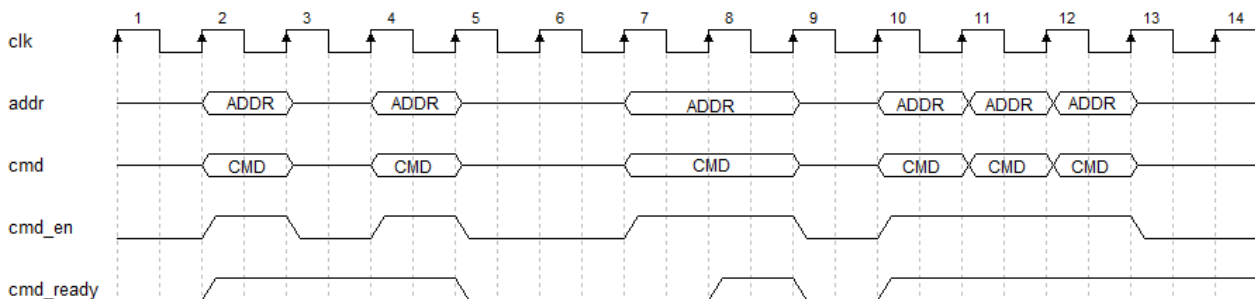 1 2 3 4 5 6 7 8 9 10 11 12 13 14
clk
addr ADDR ADDR ADDR ADDR ADDR ADDR
cmd CMD CMD CMD CMD CMD CMD
cmd_en
cmd_ready